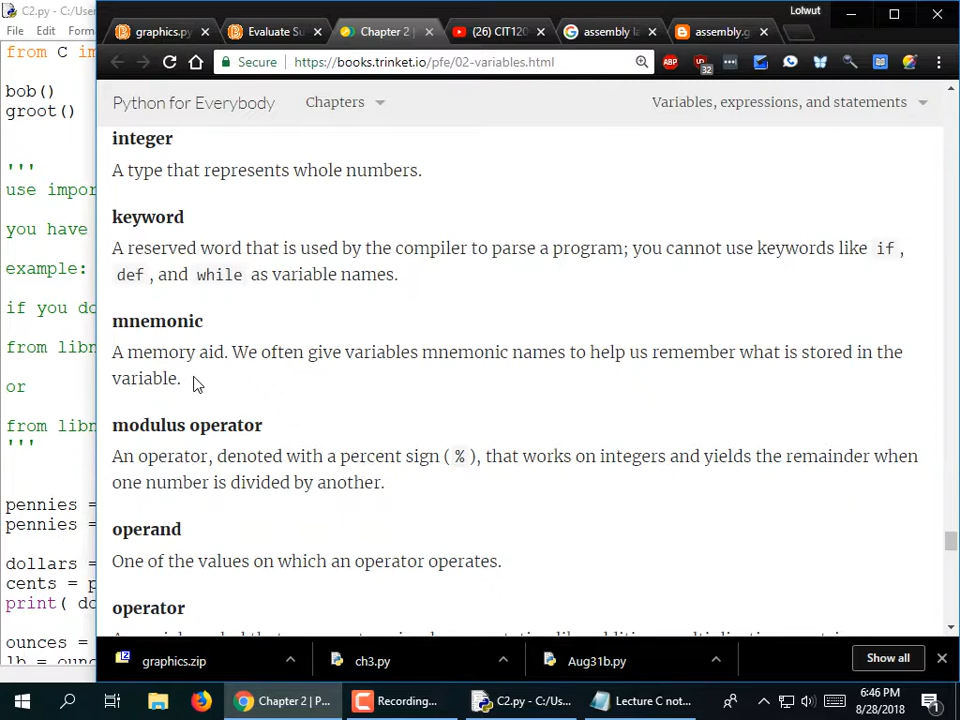 C2.py
Lolwut
File Edit Form
graphics.py
Evaluate Su
Chapter 2 |
(26) CIT120
assembly la
assembly.g
Secure
https://books.trinket.io/pfe/02-variables.html
ABP
32
Python for Everybody
Chapters
Variables, expressions, and statements
from C im
bob()
groot()
'''
use impor
you have
example:
if you do
from libn
or
from libn
'''
pennies =
pennies =
dollars =
cents = p
print( do
ounces =
lb = ounc
integer
A type that represents whole numbers.
keyword
A reserved word that is used by the compiler to parse a program; you cannot use keywords like if,
def, and while as variable names.
mnemonic
A memory aid. We often give variables mnemonic names to help us remember what is stored in the
variable.
modulus operator
An operator, denoted with a percent sign (%), that works on integers and yields the remainder when
one number is divided by another.
operand
One of the values on which an operator operates.
operator
graphics.zip
ch3.py
Aug31b.py
Show all
Chapter 2 | P...
Recording...
C2.py - C:/Use...
Lecture C not...
6:46 PM
8/28/2018
1